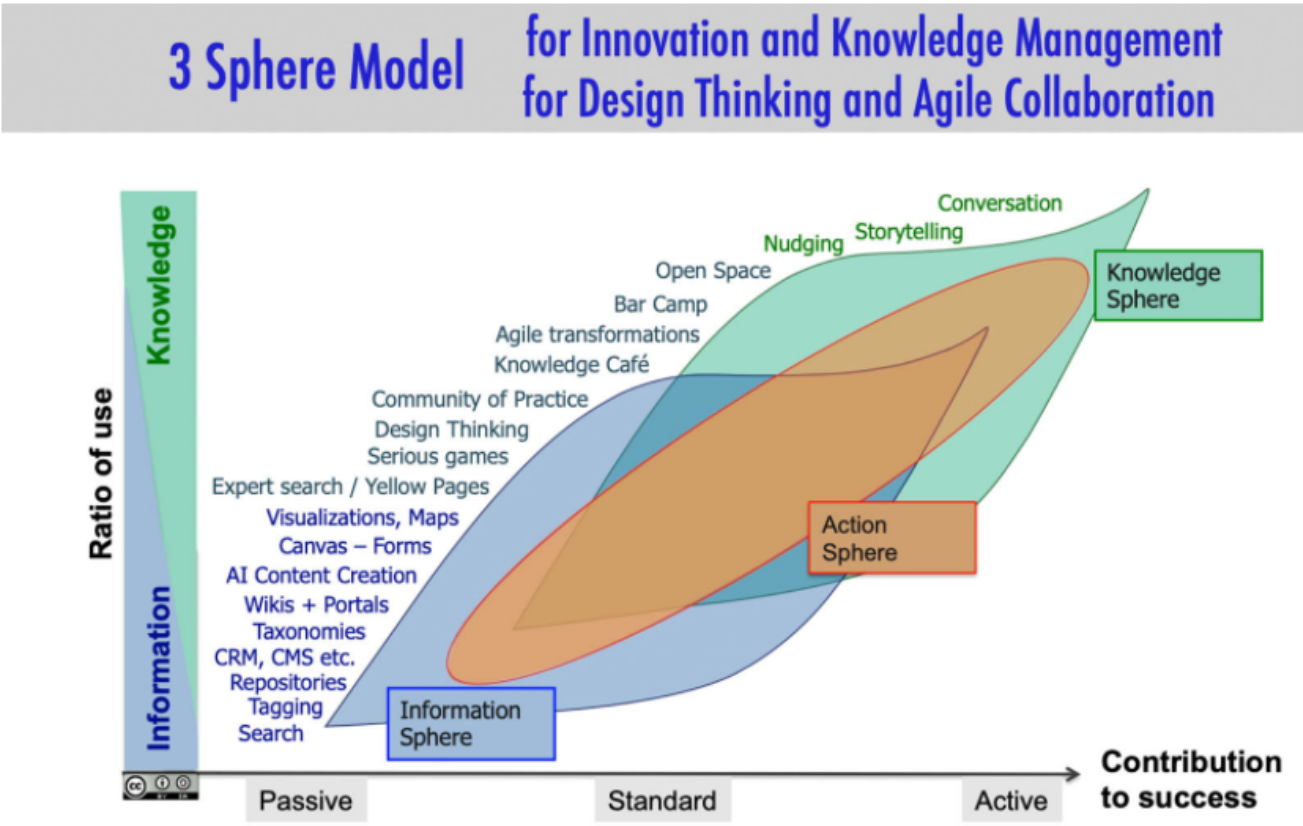 3 Sphere Model
for Innovation and Knowledge Management
for Design Thinking and Agile Collaboration
Knowledge
Information
Ratio of use
Conversation
Storytelling
Nudging
Open Space
Bar Camp
Agile transformations
Knowledge Café
Community of Practice
Design Thinking
Serious games
Expert search / Yellow Pages
Visualizations, Maps
Canvas – Forms
AI Content Creation
Wikis + Portals
Taxonomies
CRM, CMS etc.
Repositories
Tagging
Search
Knowledge
Sphere
Action
Sphere
Information
Sphere
Contribution
to success
Passive
Standard
Active
cc